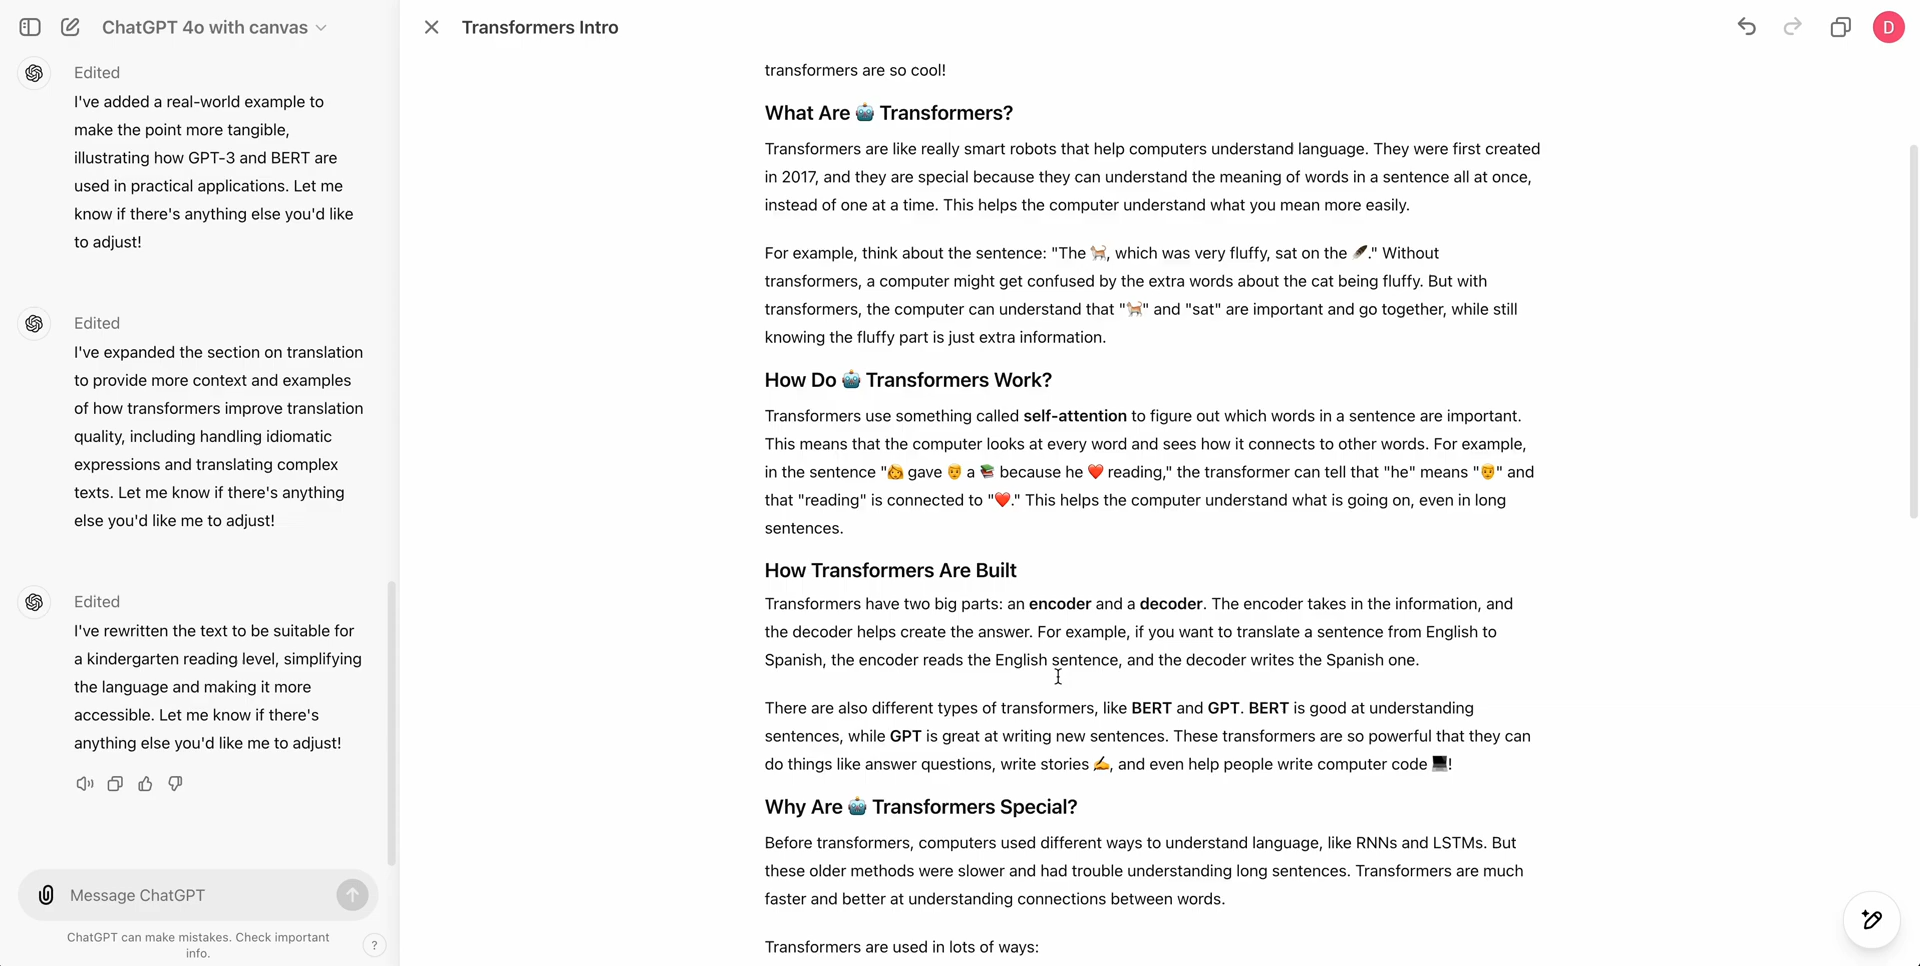 ChatGPT 4o with canvas
Edited
I've added a real-world example to
make the point more tangible,
illustrating how GPT-3 and BERT are
used in practical applications. Let me
know if there's anything else you'd like
to adjust!
Edited
I've expanded the section on translation
to provide more context and examples
of how transformers improve translation
quality, including handling idiomatic
expressions and translating complex
texts. Let me know if there's anything
else you'd like me to adjust!
Edited
I've rewritten the text to be suitable for
a kindergarten reading level, simplifying
the language and making it more
accessible. Let me know if there's
anything else you'd like me to adjust!
Message ChatGPT
ChatGPT can make mistakes. Check important
info.
?
Transformers Intro
D
transformers are so cool!
What Are 🤖 Transformers?
Transformers are like really smart robots that help computers understand language. They were first created
in 2017, and they are special because they can understand the meaning of words in a sentence all at once,
instead of one at a time. This helps the computer understand what you mean more easily.
For example, think about the sentence: "The 🐈, which was very fluffy, sat on the 🪶." Without
transformers, a computer might get confused by the extra words about the cat being fluffy. But with
transformers, the computer can understand that "🐈" and "sat" are important and go together, while still
knowing the fluffy part is just extra information.
How Do 🤖 Transformers Work?
Transformers use something called self-attention to figure out which words in a sentence are important.
This means that the computer looks at every word and sees how it connects to other words. For example,
in the sentence "👩 gave 👨 a 📚 because he ❤️ reading," the transformer can tell that "he" means "👨" and
that "reading" is connected to "❤️." This helps the computer understand what is going on, even in long
sentences.
How Transformers Are Built
Transformers have two big parts: an encoder and a decoder. The encoder takes in the information, and
the decoder helps create the answer. For example, if you want to translate a sentence from English to
Spanish, the encoder reads the English sentence, and the decoder writes the Spanish one.
There are also different types of transformers, like BERT and GPT. BERT is good at understanding
sentences, while GPT is great at writing new sentences. These transformers are so powerful that they can
do things like answer questions, write stories ✍️, and even help people write computer code 💻!
Why Are 🤖 Transformers Special?
Before transformers, computers used different ways to understand language, like RNNs and LSTMs. But
these older methods were slower and had trouble understanding long sentences. Transformers are much
faster and better at understanding connections between words.
Transformers are used in lots of ways: